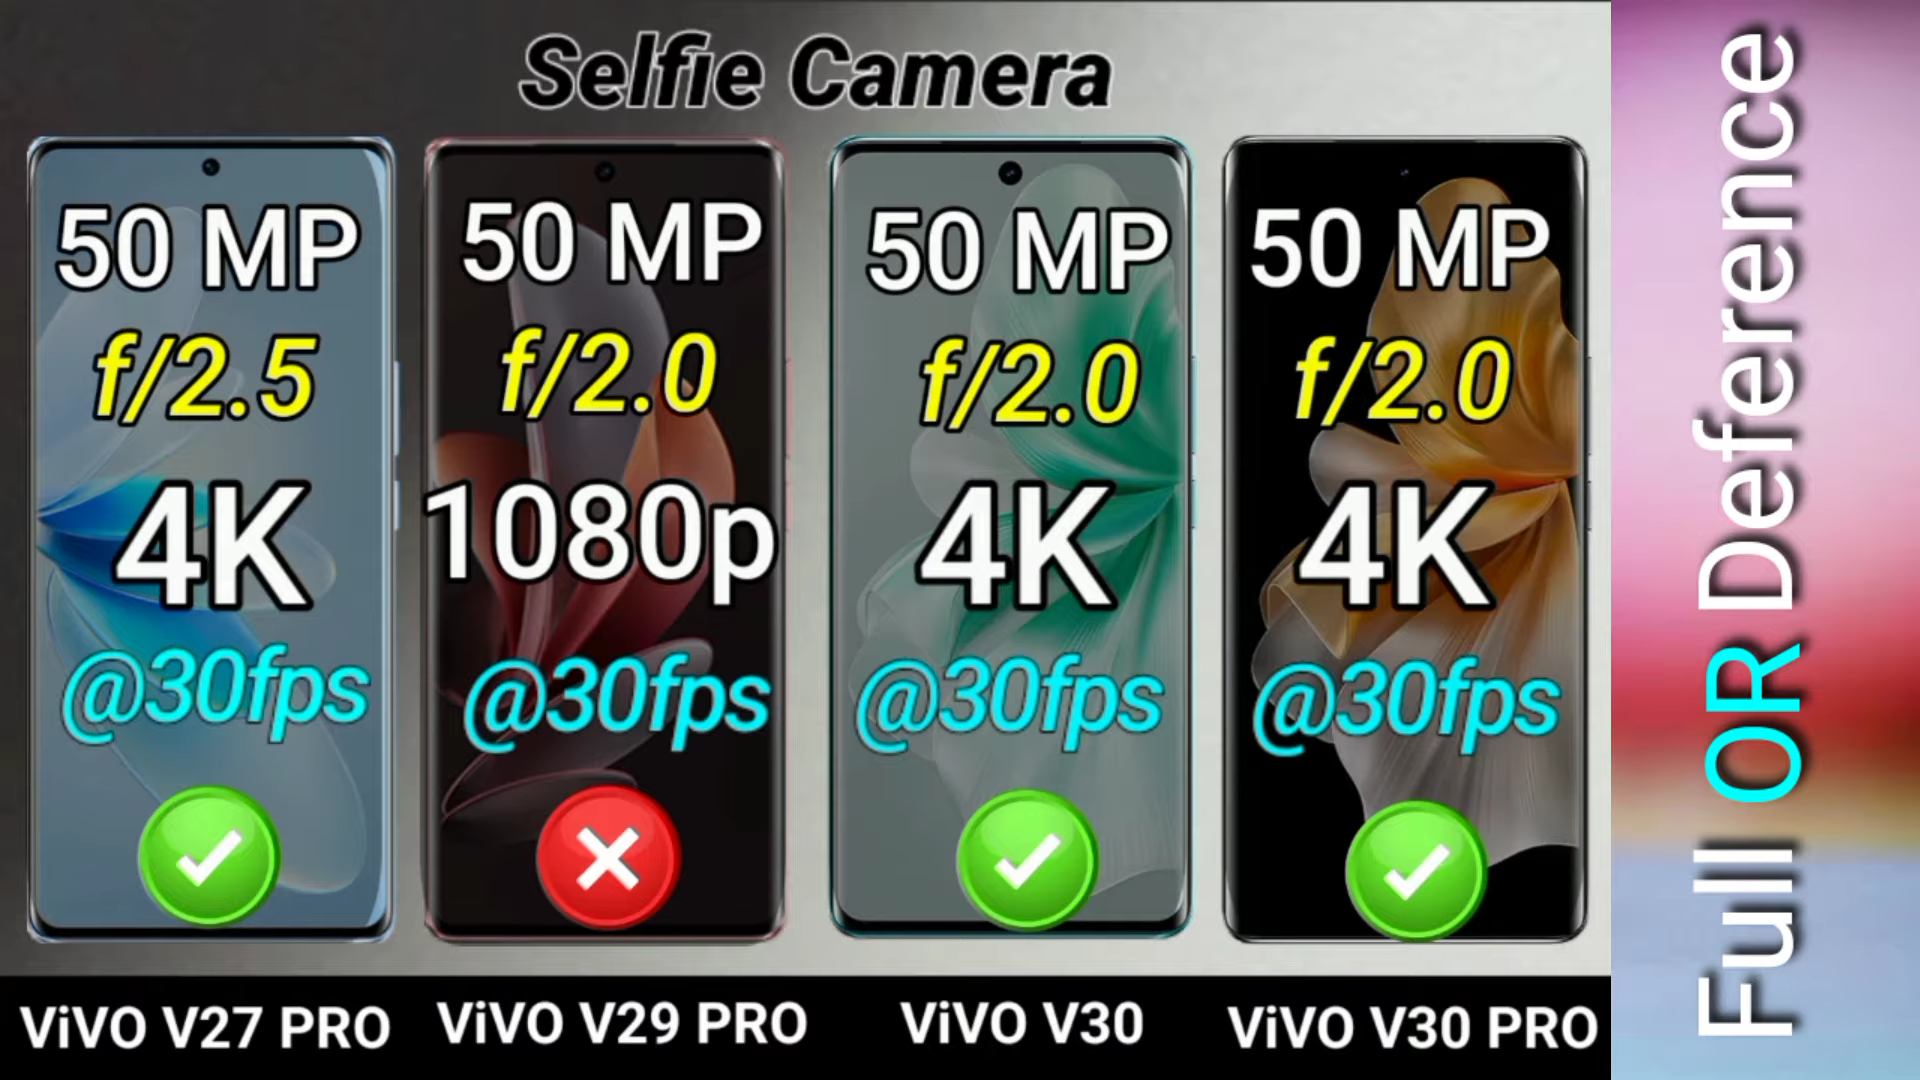 Selfie Camera
50 MP
f/2.5
4K
@30fps
ViVO V27 PRO
50 MP
f/2.0
1080p
@30fps
ViVO V29 PRO
50 MP
f/2.0
4K
@30fps
ViVO V30
50 MP
f/2.0
4K
@30fps
ViVO V30 PRO
Full OR Deference